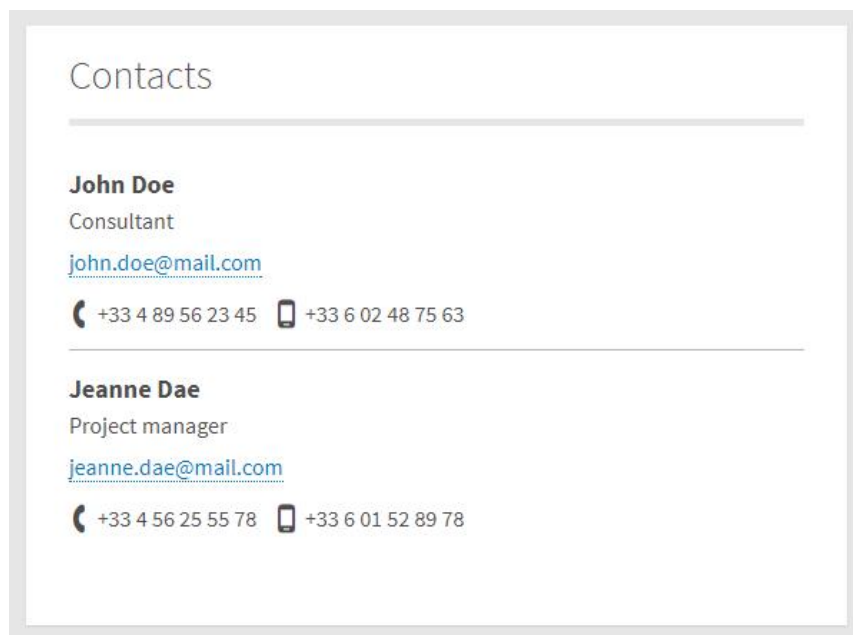 Contacts
John Doe
Consultant
john.doe@mail.com
+33 4 89 56 23 45 +33 6 02 48 75 63
Jeanne Dae
Project manager
jeanne.dae@mail.com
+33 4 56 25 55 78 +33 6 01 52 89 78